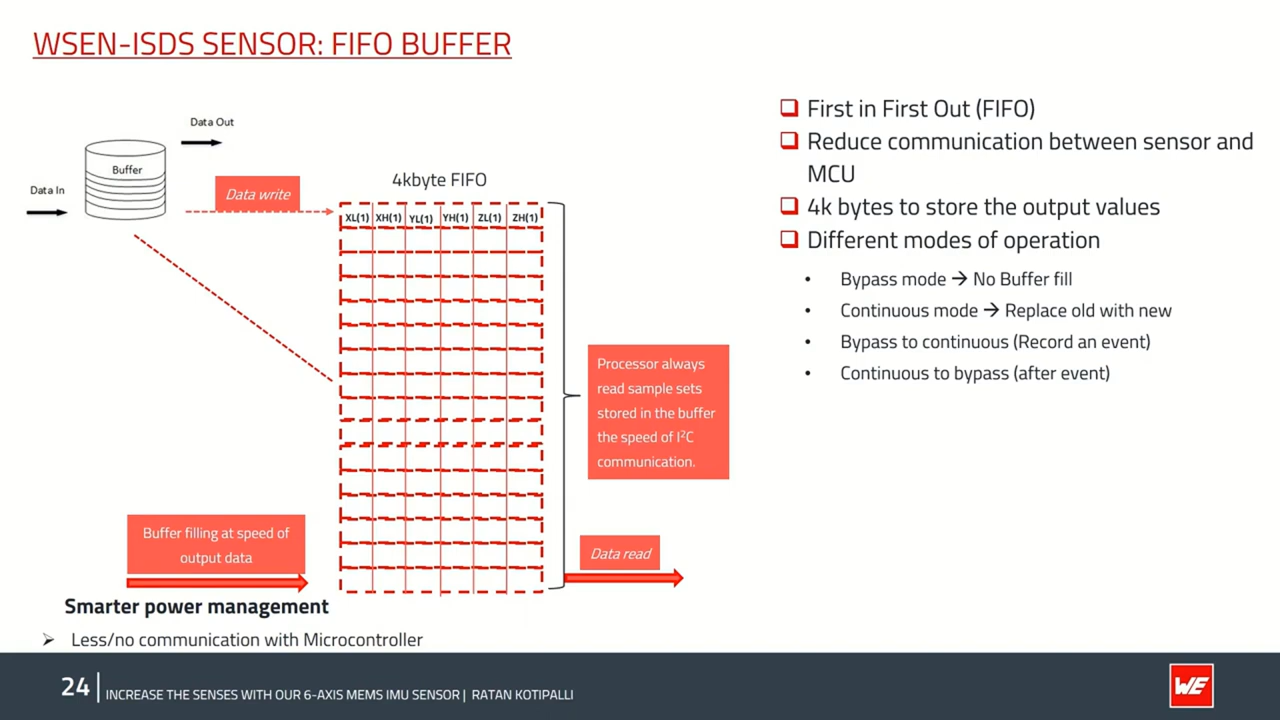 WSEN-ISDS SENSOR: FIFO BUFFER
Data Out
Buffer
Data In
Data write
4kbyte FIFO
XL(1) XH(1) YL(1) YH(1) ZL(1) ZH(1)
Processor always
read sample sets
stored in the buffer
the speed of I²C
communication.
Buffer filling at speed of
output data
Data read
Smarter power management
Less/no communication with Microcontroller
First in First Out (FIFO)
Reduce communication between sensor and
MCU
4k bytes to store the output values
Different modes of operation
Bypass mode → No Buffer fill
Continuous mode → Replace old with new
Bypass to continuous (Record an event)
Continuous to bypass (after event)
24 INCREASE THE SENSES WITH OUR 6-AXIS MEMS IMU SENSOR | RATAN KOTIPALLI
WE